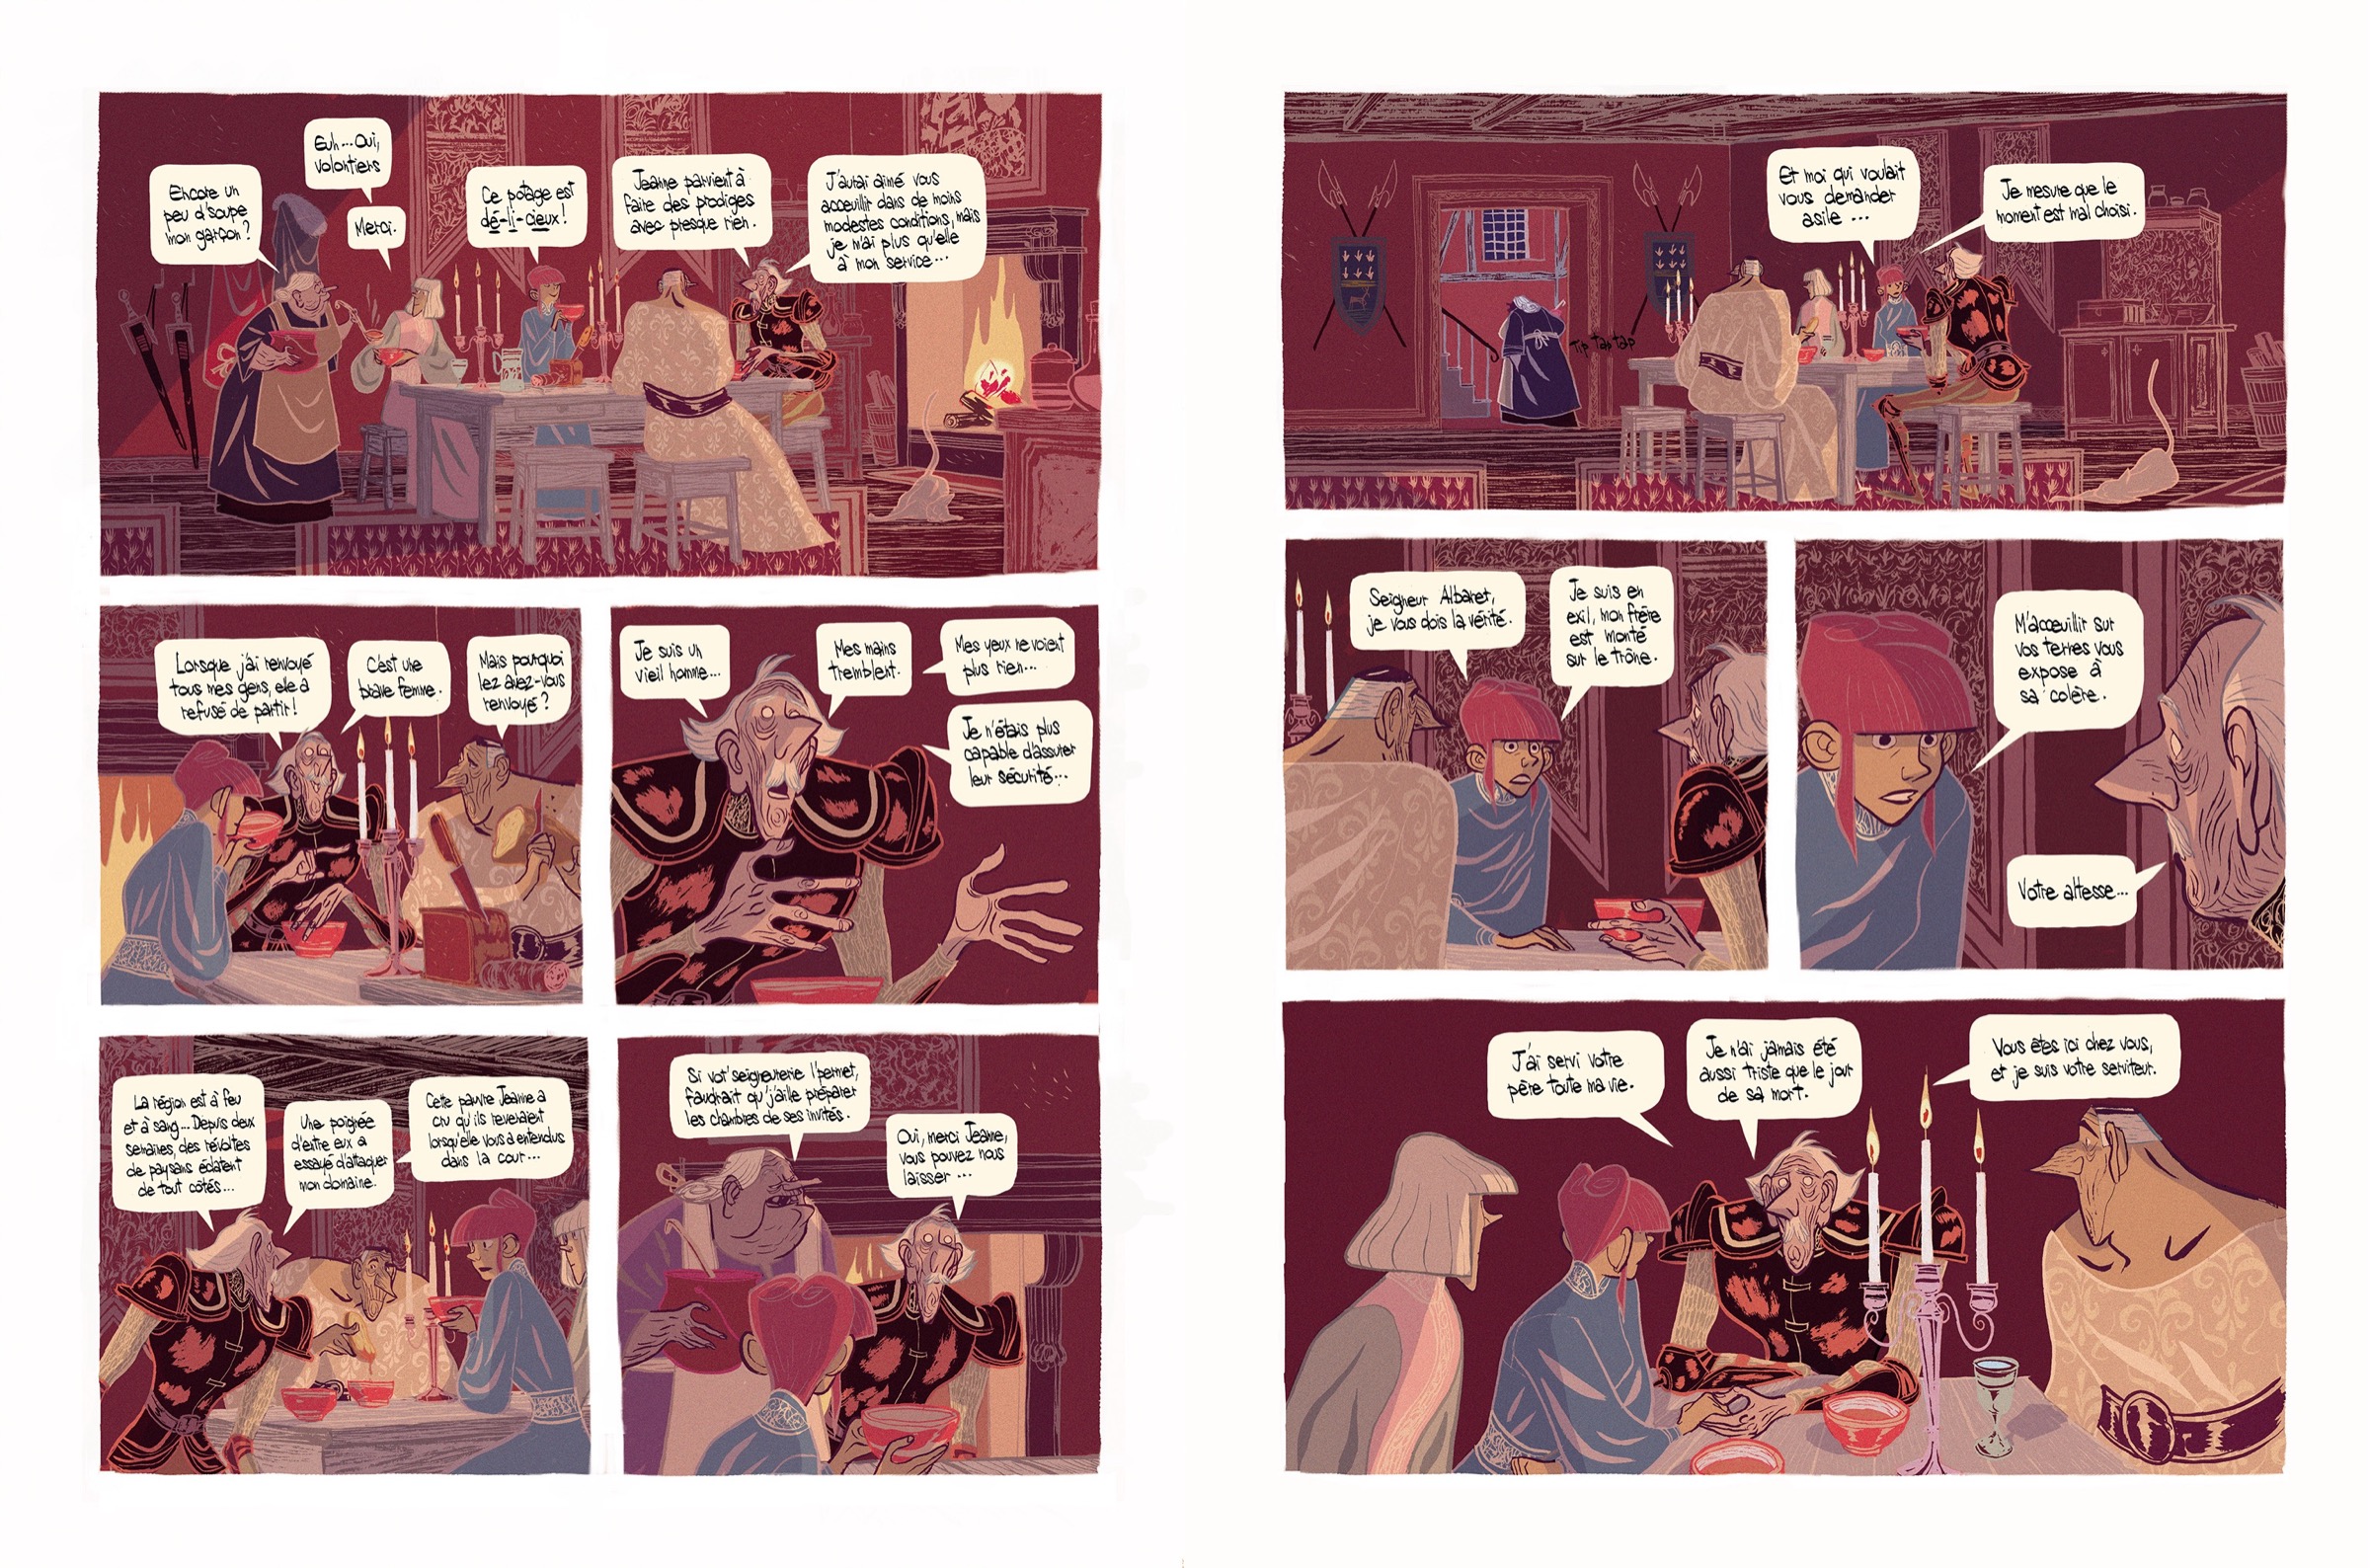 Encore un
peu d'soupe
mon garçon ?
Euh... Oui,
volontiers
Merci.
Ce potage est
dé-li-cieux !
Jeanne parvient à
faire des prodiges
avec presque rien.
J'aurai aimé vous
acceuillir dans de moins
modestes conditions, mais
je n'ai plus qu'elle
à mon service...
Lorsque j'ai renvoyé
tous mes gens, elle a
refusé de partir !
C'est une
brave femme.
Mais pourquoi
lez avez-vous
renvoyé ?
Je suis un
vieil homme...
Mes mains
tremblent.
Mes yeux ne voient
plus rien...
Je n'étais plus
capable d'assurer
leur sécurité...
La région est à feu
et à sang... Depuis deux
semaines, des révoltes
de paysans éclatent
de tout côtés...
Une poignée
d'entre eux a
essayé d'attaquer
mon domaine.
Cette pauvre Jeanne a
cru qu'ils revenaient
lorsqu'elle vous a entendus
dans la cour...
Si vot'seigneurerie l'permet,
faudrait qu'j'aille préparer
les chambres de ses invités.
Oui, merci Jeanne,
vous pouvez nous
laisser...
Et moi qui voulait
vous demander
asile ...
Je mesure que le
moment est mal choisi.
tip tap tap
Seigneur Albaret,
je vous dois la vérité.
Je suis en
exil, mon frère
est monté
sur le trône.
M'acceuillir sur
vos terres vous
expose à
sa colère.
Votre altesse...
J'ai servi votre
père toute ma vie.
Je n'ai jamais été
aussi triste que le jour
de sa mort.
Vous êtes ici chez vous,
et je suis votre serviteur.